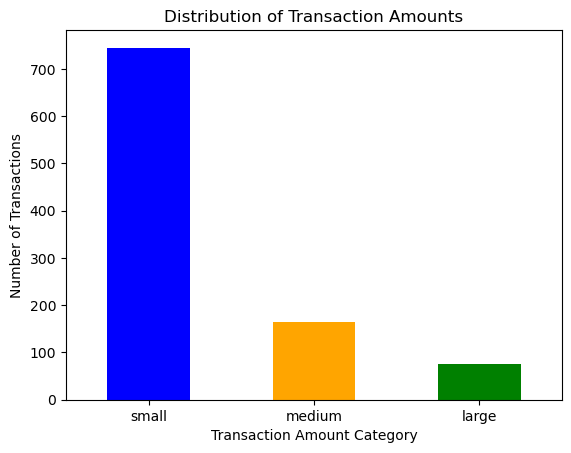 Distribution of Transaction Amounts
Number of Transactions
700
600
500
400
300
200
100
0
small medium large
Transaction Amount Category